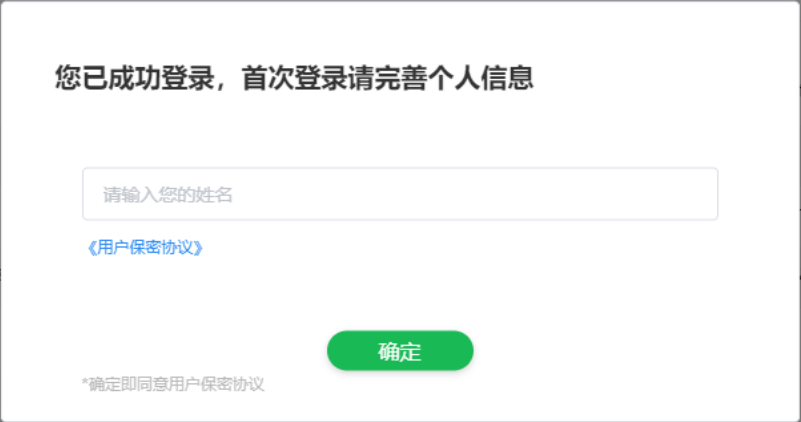 您已成功登录，首次登录请完善个人信息
请输入您的姓名
《用户保密协议》
确定
*确定即同意用户保密协议